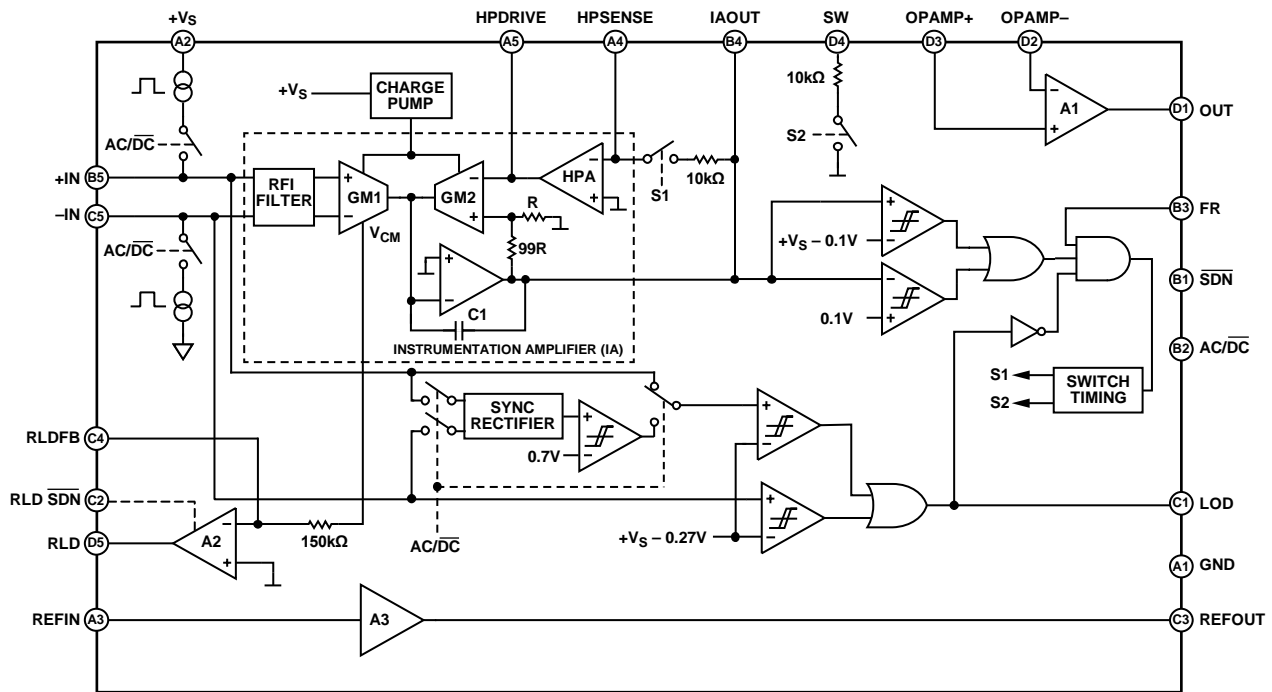 +VS
HPDRIVE
HPSENSE
IAOUT
SW
OPAMP+
OPAMP–
A2
A5
A4
B4
D4
D3
D2
10kΩ
CHARGE
PUMP
+VS
A1
D1
OUT
AC/DC
S2
+IN
B5
RFI
FILTER
+
–
GM1
GM2
–
+
HPA
–
+
S1
10kΩ
–IN
C5
VCM
R
99R
AC/DC
+
–
C1
INSTRUMENTATION AMPLIFIER (IA)
+
+VS – 0.1V
–
–
0.1V
+
–
+
B3
FR
B1
SDN
B2
AC/DC
S1
S2
SWITCH
TIMING
SYNC
RECTIFIER
+
0.7V
–
+
–
+
+VS – 0.27V
–
AC/DC
RLDFB
C4
RLD SDN
C2
RLD
D5
A2
–
+
150kΩ
C1
LOD
A1
GND
REFIN
A3
A3
C3
REFOUT